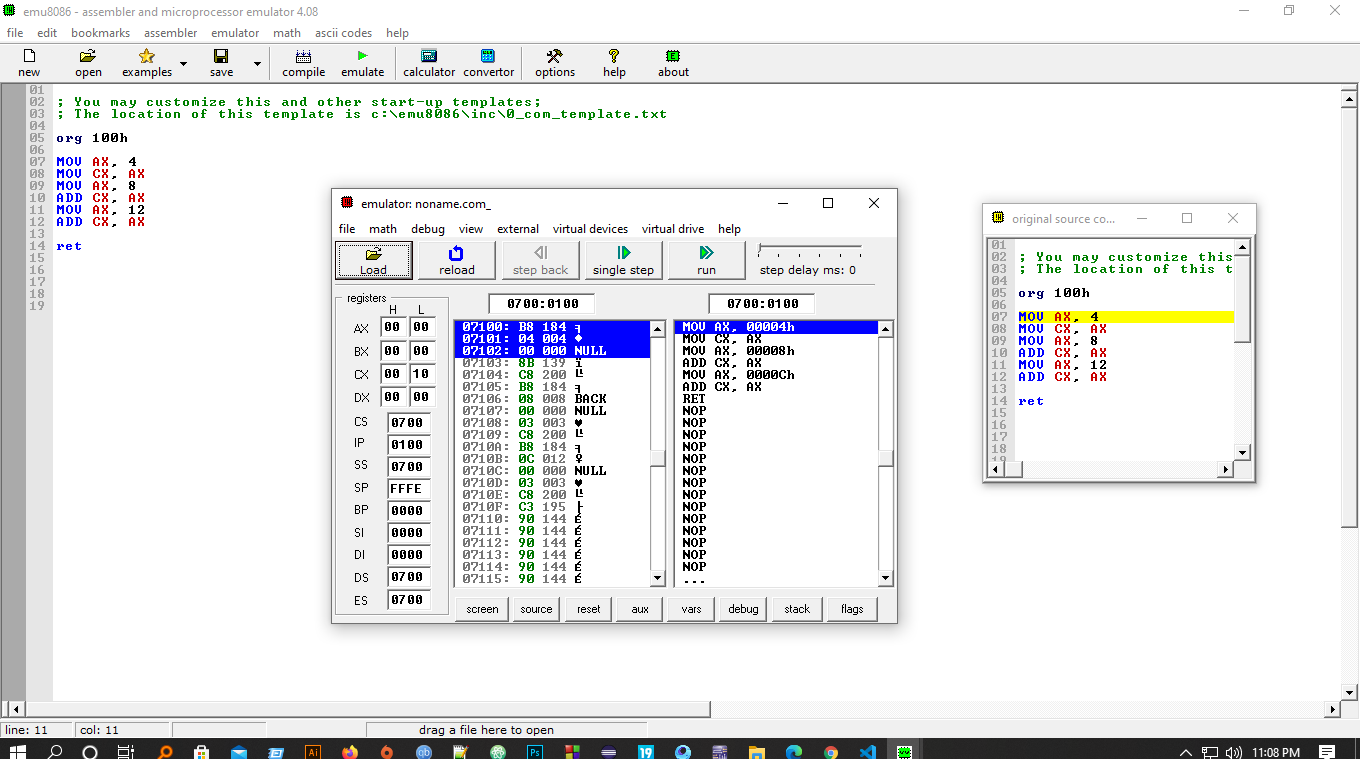 emu8086 - assembler and microprocessor emulator 4.08
file edit bookmarks assembler emulator math ascii codes help
new open examples save compile emulate calculator convertor options help about
01
02 ; You may customize this and other start-up templates;
03 ; The location of this template is c:\emu8086\inc\0_com_template.txt
04
05 org 100h
06
07 MOV AX, 4
08 MOV CX, AX
09 MOV AX, 8
10 ADD CX, AX
11 MOV AX, 12
12 ADD CX, AX
13
14 ret
15
16
17
18
19
emulator: noname.com_
file math debug view external virtual devices virtual drive help
Load reload step back single step run step delay ms: 0
registers
H L
AX 00 00
BX 00 00
CX 00 10
DX 00 00
CS 0700
IP 0100
SS 0700
SP FFFE
BP 0000
SI 0000
DI 0000
DS 0700
ES 0700
0700:0100
07100: B8 184 ╕
07101: 04 004 ♦
07102: 00 000 NULL
07103: 8B 139 ï
07104: C8 200 ╚
07105: B8 184 ╕
07106: 08 008 BACK
07107: 00 000 NULL
07108: 03 003 ♥
07109: C8 200 ╚
0710A: B8 184 ╕
0710B: 0C 012 ♀
0710C: 00 000 NULL
0710D: 03 003 ♥
0710E: C8 200 ╚
0710F: C3 195 ├
07110: 90 144 É
07111: 90 144 É
07112: 90 144 É
07113: 90 144 É
07114: 90 144 É
07115: 90 144 É
0700:0100
MOV AX, 00004h
MOV CX, AX
MOV AX, 00008h
ADD CX, AX
MOV AX, 0000Ch
ADD CX, AX
RET
NOP
NOP
NOP
NOP
NOP
NOP
NOP
NOP
NOP
NOP
NOP
NOP
NOP
NOP
...
screen source reset aux vars debug stack flags
original source co...
01
02 ; You may customize this
03 ; The location of this t
04
05 org 100h
06
07 MOV AX, 4
08 MOV CX, AX
09 MOV AX, 8
10 ADD CX, AX
11 MOV AX, 12
12 ADD CX, AX
13
14 ret
15
16
17
18
19
line: 11 col: 11 drag a file here to open
Ai qb Ps 19 11:08 PM